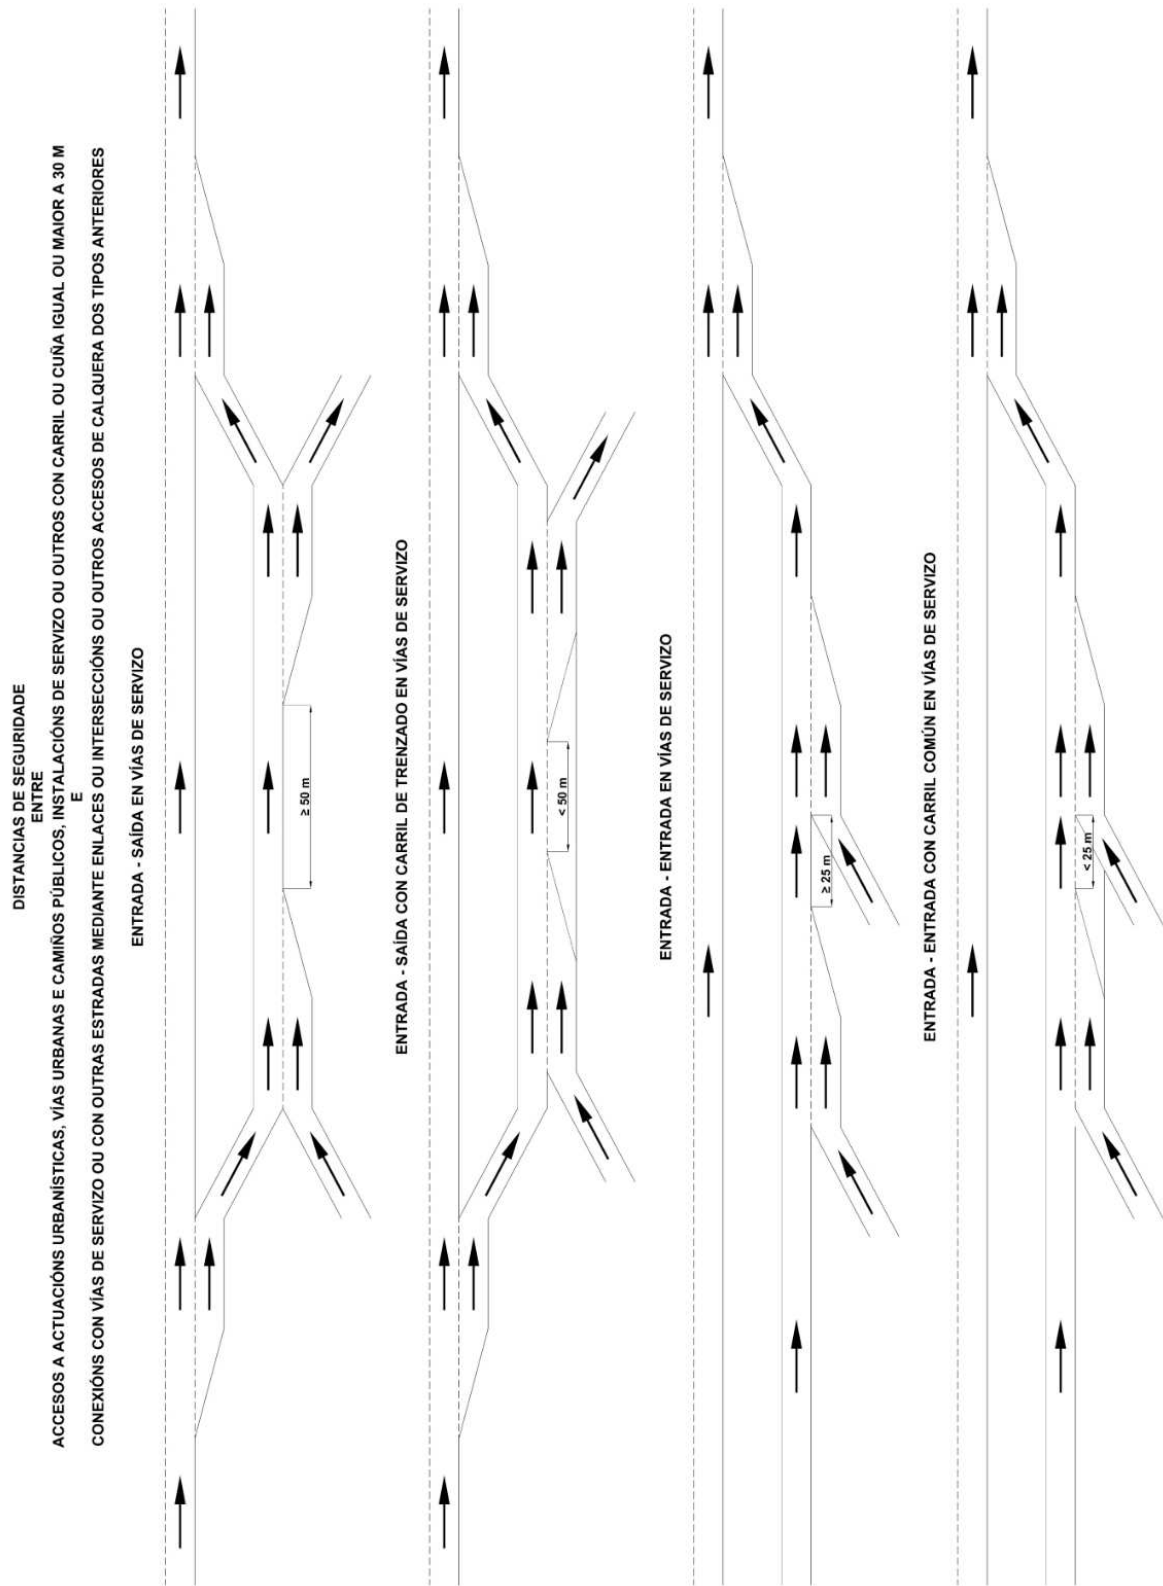 DISTANCIAS DE SEGURIDADE
ENTRE
ACCESOS A ACTUACIÓNS URBANÍSTICAS, VÍAS URBANAS E CAMIÑOS PÚBLICOS, INSTALACIÓNS DE SERVIZO OU OUTROS CON CARRIL OU CUÑA IGUAL OU MAIOR A 30 M
E
CONEXIÓNS CON VÍAS DE SERVIZO OU CON OUTRAS ESTRADAS MEDIANTE ENLACES OU INTERSECCIÓNS OU OUTROS ACCESOS DE CALQUERA DOS TIPOS ANTERIORES
ENTRADA - SAÍDA EN VÍAS DE SERVIZO
≥ 50 m
ENTRADA - SAÍDA CON CARRIL DE TRENZADO EN VÍAS DE SERVIZO
< 50 m
ENTRADA - ENTRADA EN VÍAS DE SERVIZO
≥ 25 m
ENTRADA - ENTRADA CON CARRIL COMÚN EN VÍAS DE SERVIZO
< 25 m